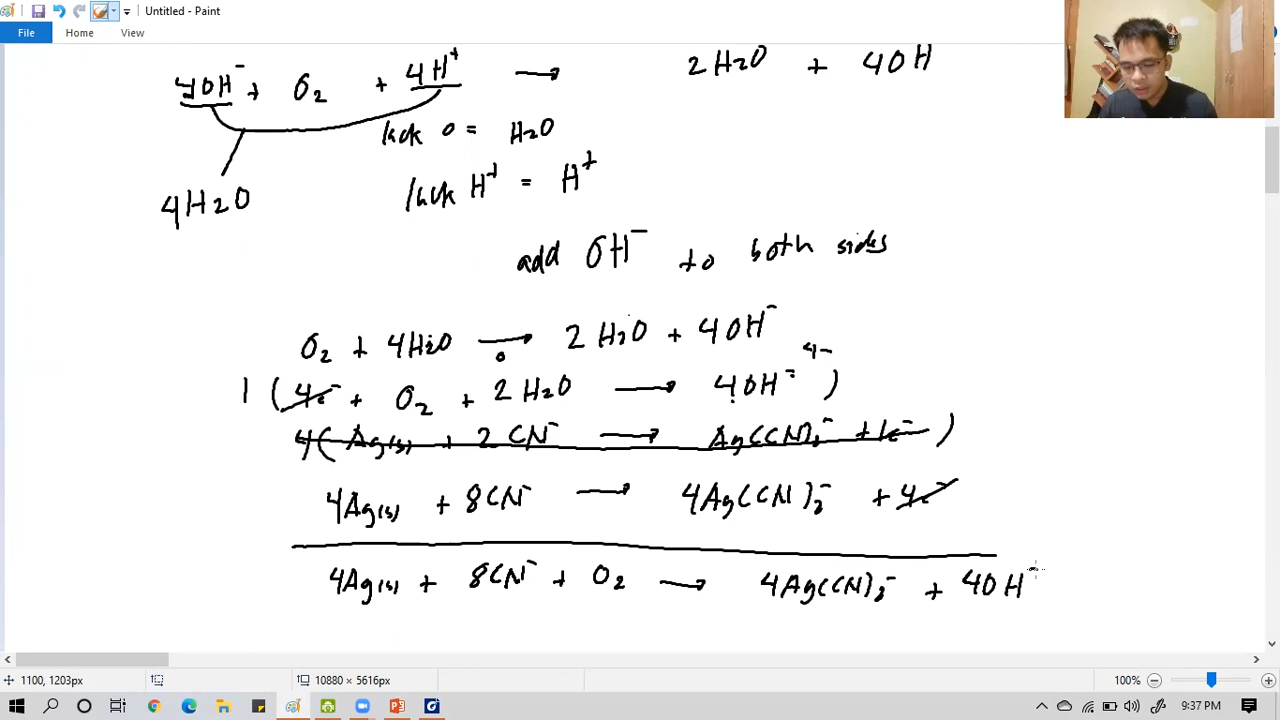 Untitled - Paint
File Home View
4OH⁻ + O₂ + 4H⁺ → 2H₂O + 4OH
4H₂O
lack O = H₂O
lack H⁺ = H⁺
add OH⁻ to both sides
O₂ + 4H₂O → 2H₂O + 4OH⁻
4-
1 (4e⁻ + O₂ + 2H₂O → 4OH⁻)
4(Ag(s) + 2CN⁻ → Ag(CN)₂⁻ + 1e⁻)
4Ag(s) + 8CN⁻ → 4Ag(CN)₂⁻ + 4e⁻
4Ag(s) + 8CN⁻ + O₂ → 4Ag(CN)₂⁻ + 4OH⁻
1100, 1203px 10880 × 5616px 100%
9:37 PM